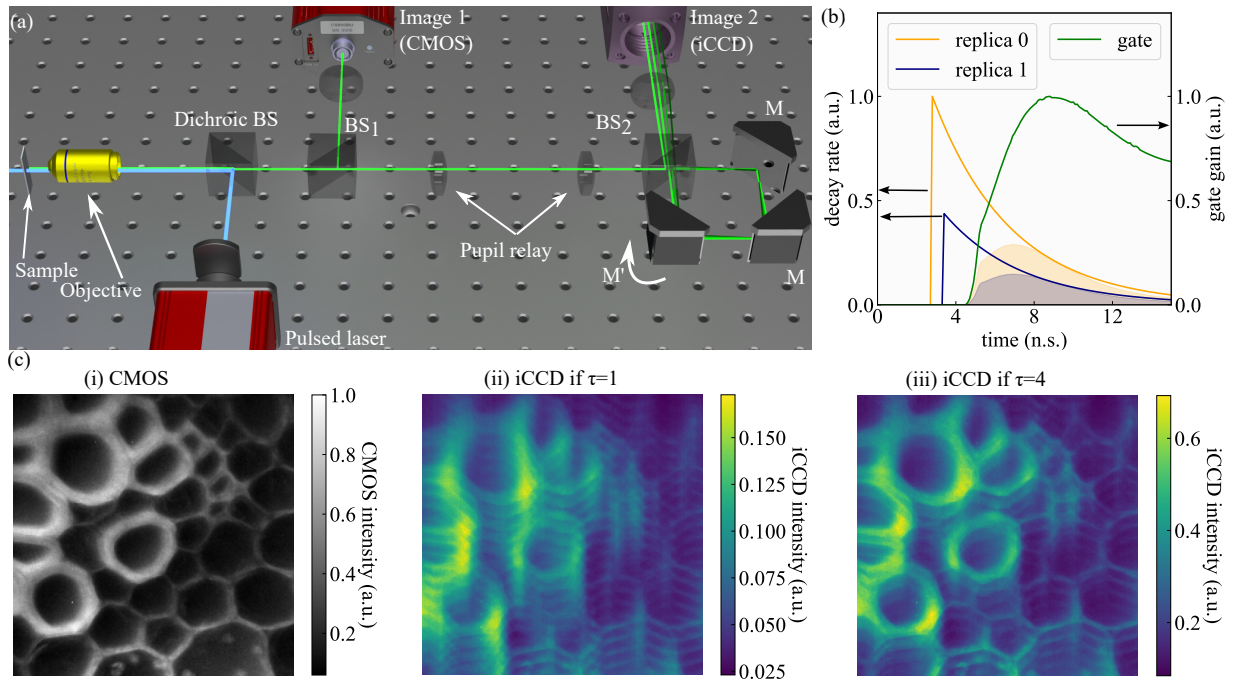 (a)
Image 1
(CMOS)
Image 2
(iCCD)
Dichroic BS
BS1
BS2
M
Pupil relay
Sample
Objective
M'
M
Pulsed laser
(b)
replica 0
replica 1
gate
decay rate (a.u.)
1.0
0.5
0.0
gate gain (a.u.)
1.0
0.5
0.0
0
4
8
12
time (n.s.)
(c)
(i) CMOS
1.0
0.8
0.6
0.4
0.2
CMOS intensity (a.u.)
(ii) iCCD if τ=1
0.150
0.125
0.100
0.075
0.050
0.025
iCCD intensity (a.u.)
(iii) iCCD if τ=4
0.6
0.4
0.2
iCCD intensity (a.u.)